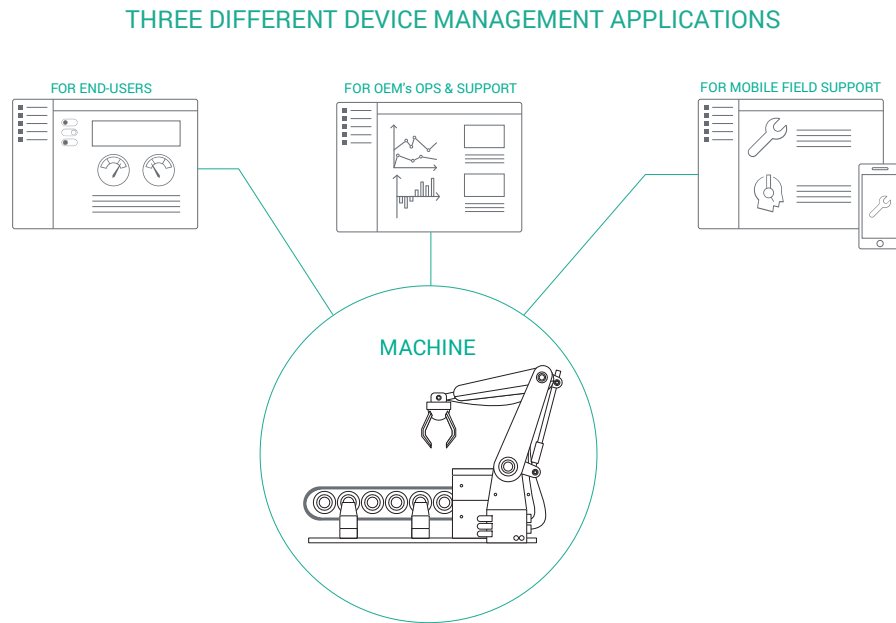 THREE DIFFERENT DEVICE MANAGEMENT APPLICATIONS
FOR END-USERS
FOR OEM's OPS & SUPPORT
FOR MOBILE FIELD SUPPORT
MACHINE